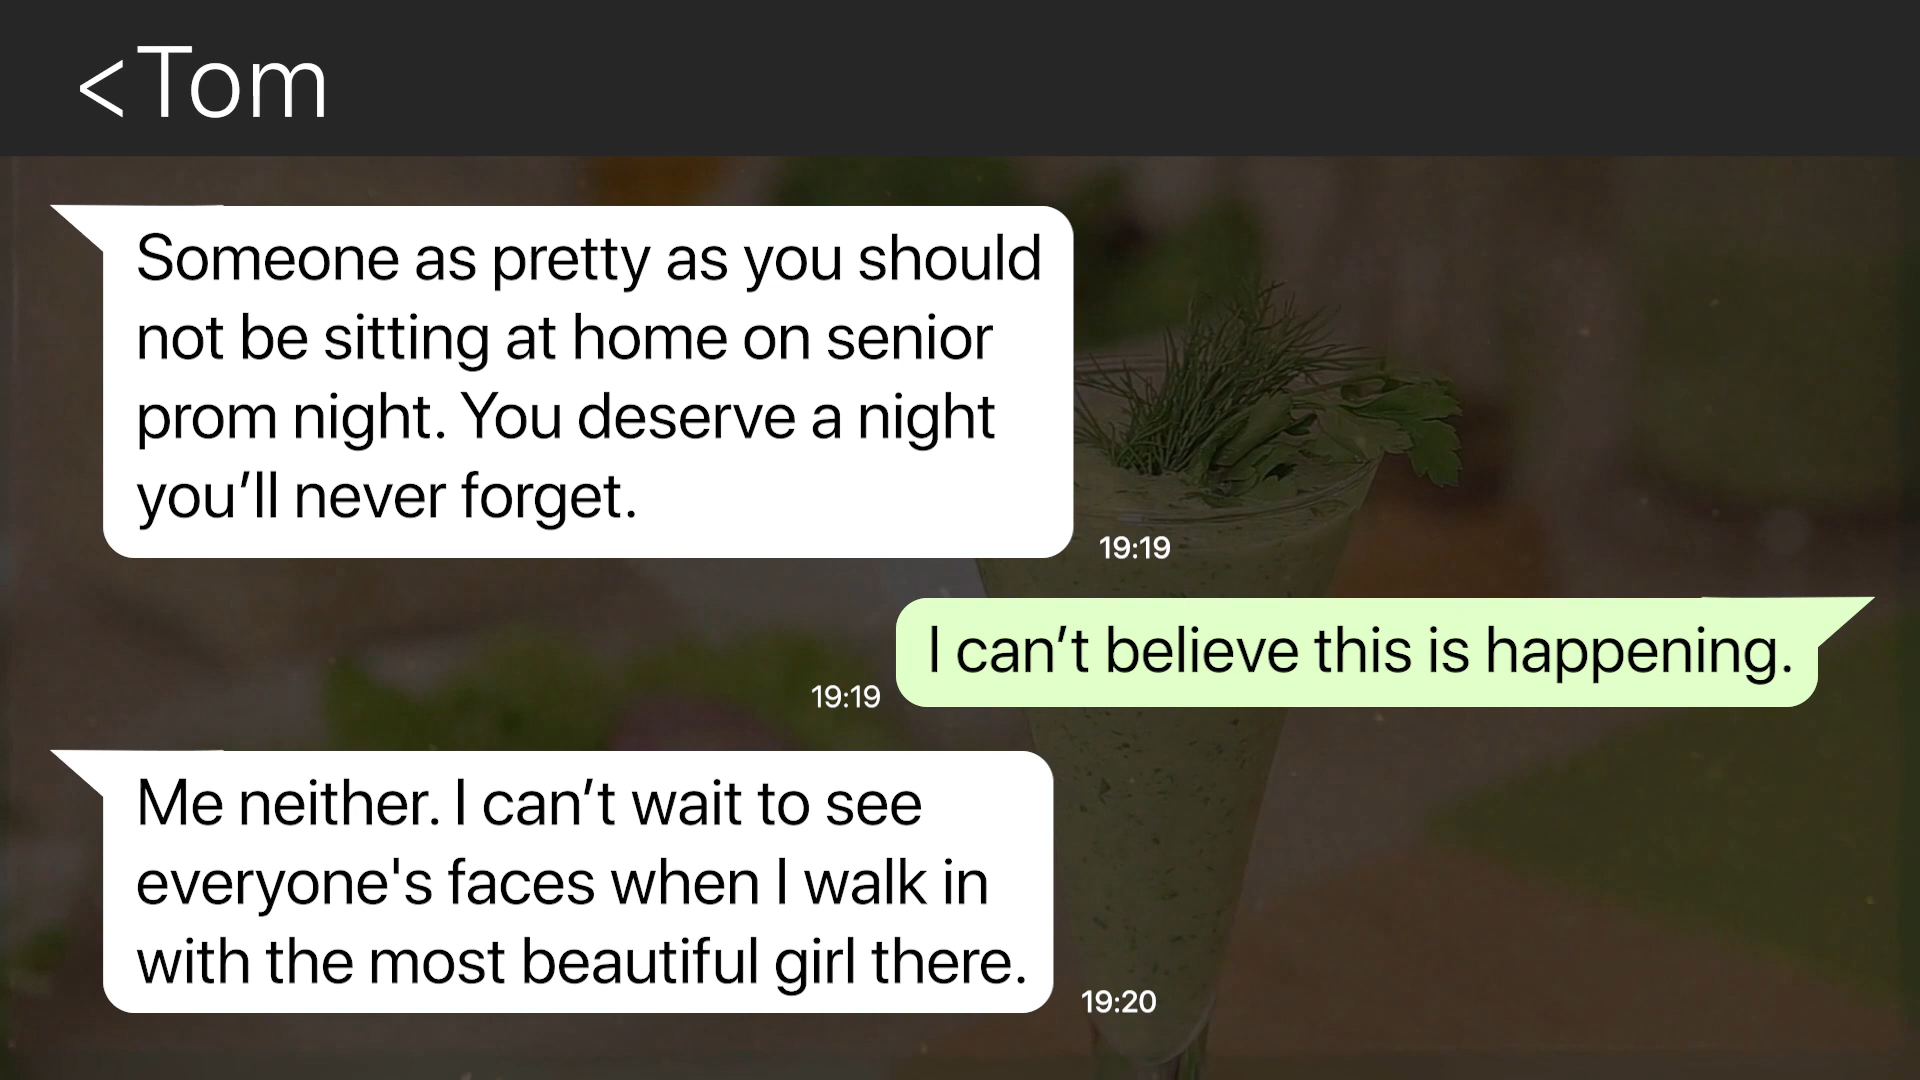 <Tom
Someone as pretty as you should
not be sitting at home on senior
prom night. You deserve a night
you’ll never forget.
19:19
I can’t believe this is happening.
19:19
Me neither. I can’t wait to see
everyone's faces when I walk in
with the most beautiful girl there.
19:20